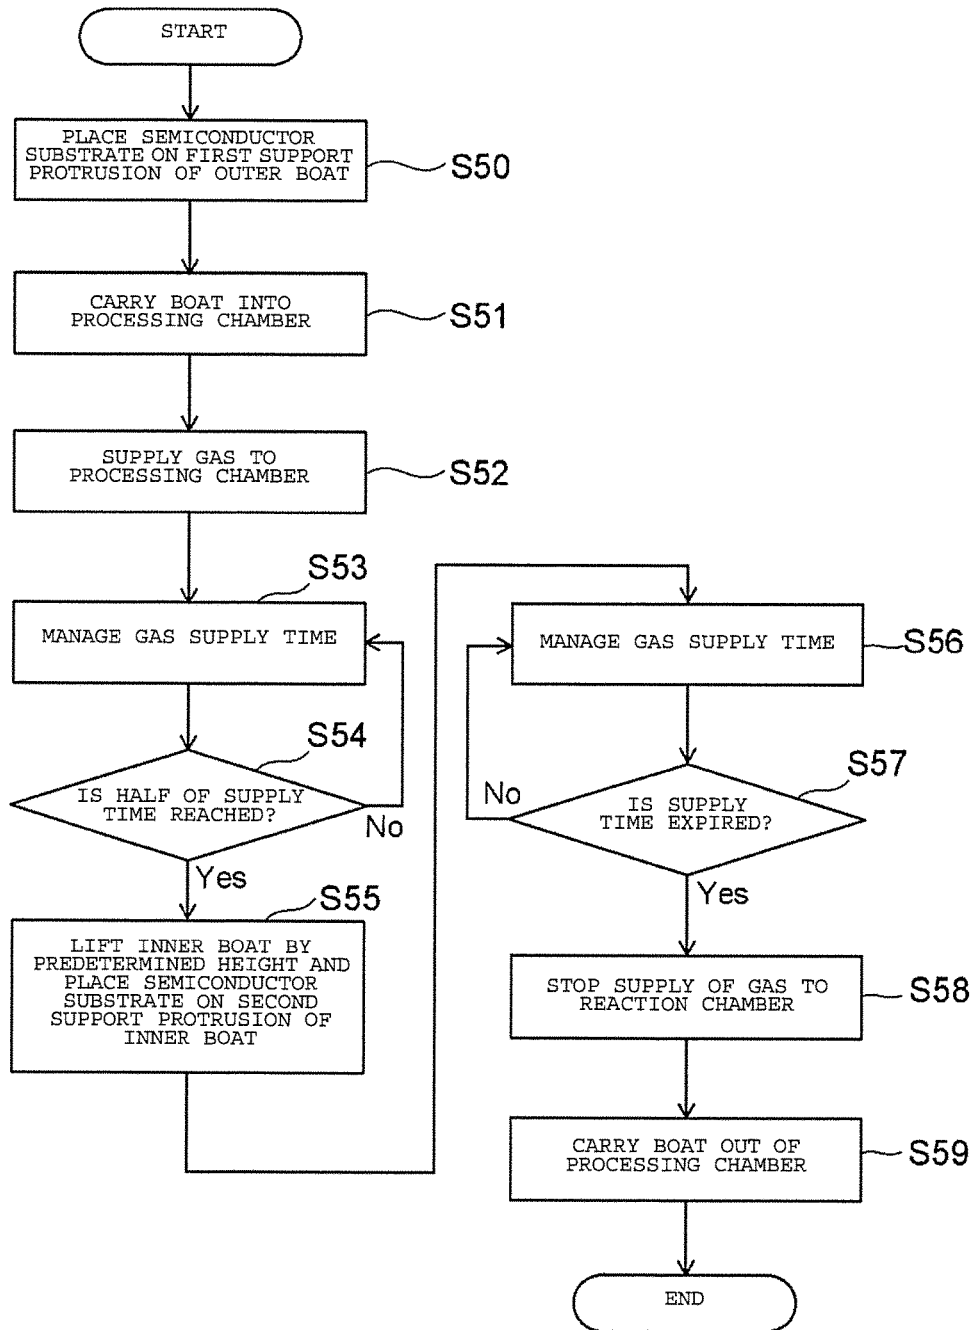 START
PLACE SEMICONDUCTOR
SUBSTRATE ON FIRST SUPPORT
PROTRUSION OF OUTER BOAT
S50
CARRY BOAT INTO
PROCESSING CHAMBER
S51
SUPPLY GAS TO
PROCESSING CHAMBER
S52
S53
MANAGE GAS SUPPLY TIME
S54
IS HALF OF SUPPLY
TIME REACHED?
No
Yes
S55
LIFT INNER BOAT BY
PREDETERMINED HEIGHT AND
PLACE SEMICONDUCTOR
SUBSTRATE ON SECOND
SUPPORT PROTRUSION OF
INNER BOAT
MANAGE GAS SUPPLY TIME
S56
S57
No
IS SUPPLY
TIME EXPIRED?
Yes
STOP SUPPLY OF GAS TO
REACTION CHAMBER
S58
CARRY BOAT OUT OF
PROCESSING CHAMBER
S59
END